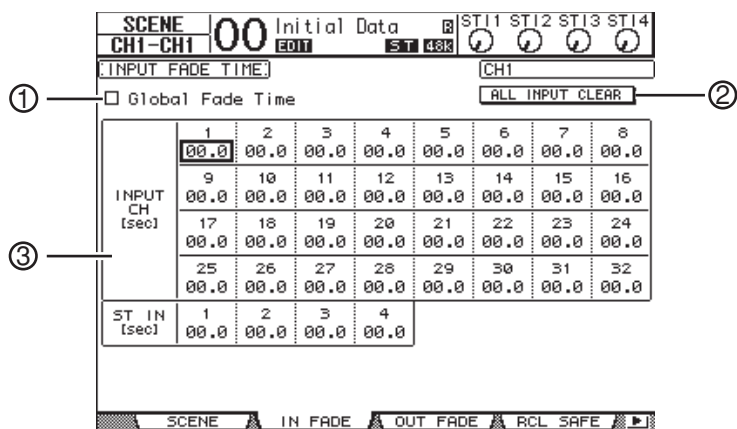 SCENE
CH1-CH1
00 Initial Data R
EDIT ST 48K
STI1 STI2 STI3 STI4
INPUT FADE TIME
CH1
① Global Fade Time
ALL INPUT CLEAR ②
1 2 3 4 5 6 7 8
00.0 00.0 00.0 00.0 00.0 00.0 00.0 00.0
9 10 11 12 13 14 15 16
INPUT CH [sec]
00.0 00.0 00.0 00.0 00.0 00.0 00.0 00.0
17 18 19 20 21 22 23 24
00.0 00.0 00.0 00.0 00.0 00.0 00.0 00.0
③
25 26 27 28 29 30 31 32
00.0 00.0 00.0 00.0 00.0 00.0 00.0 00.0
ST IN [sec]
1 2 3 4
00.0 00.0 00.0 00.0
SCENE IN FADE OUT FADE RCL SAFE